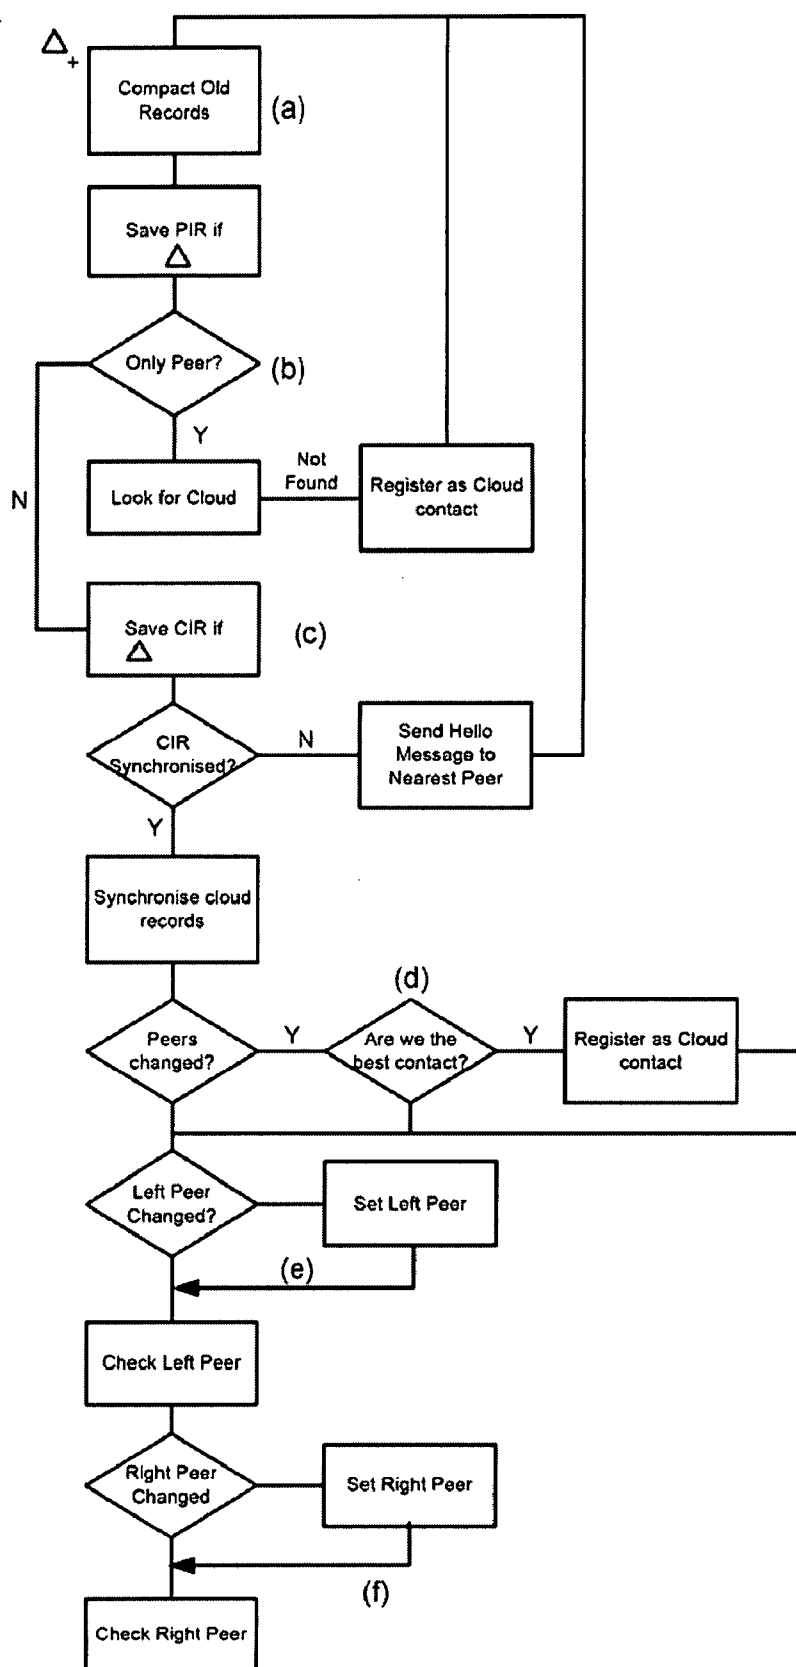 Δ+
Compact Old
Records
(a)
Save PIR if
Δ
Only Peer?
(b)
Y
N
Look for Cloud
Not
Found
Register as Cloud
contact
Save CIR if
Δ
(c)
CIR
Synchronised?
N
Send Hello
Message to
Nearest Peer
Y
Synchronise cloud
records
(d)
Peers
changed?
Y
Are we the
best contact?
Y
Register as Cloud
contact
Left Peer
Changed?
Set Left Peer
(e)
Check Left Peer
Right Peer
Changed
Set Right Peer
(f)
Check Right Peer